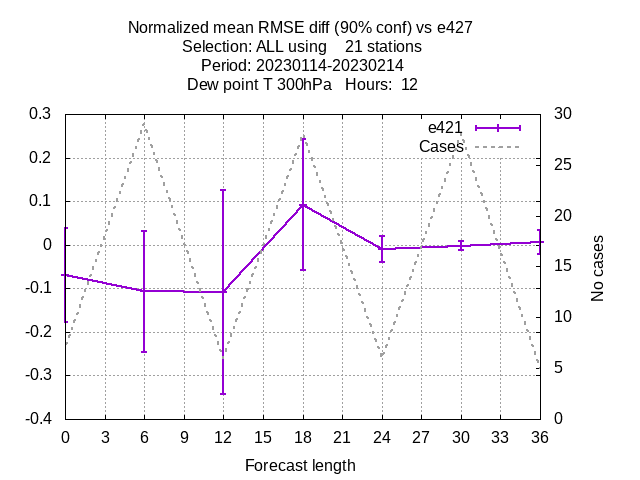 Normalized mean RMSE diff (90% conf) vs e427
Selection: ALL using    21 stations
Period: 20230114-20230214
Dew point T 300hPa   Hours:  12
0.3
0.2
0.1
0
-0.1
-0.2
-0.3
-0.4
30
25
20
15
10
5
0
e421
Cases
No cases
0 3 6 9 12 15 18 21 24 27 30 33 36
Forecast length